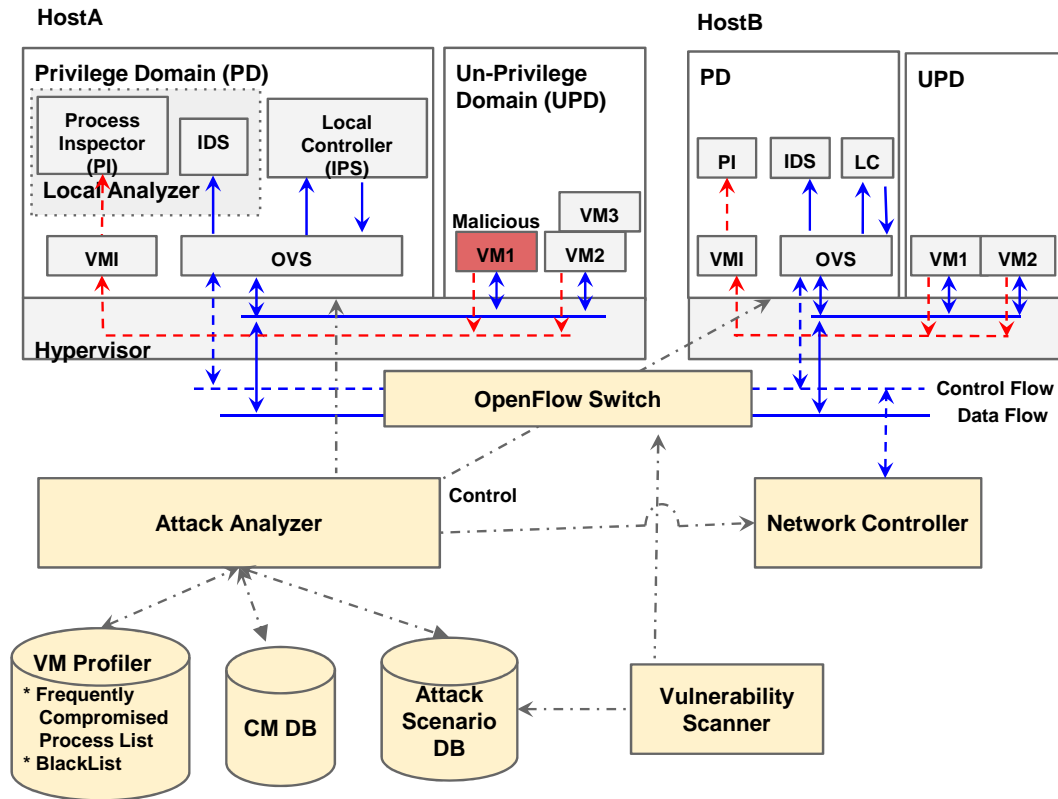 HostA
HostB
Privilege Domain (PD)
Process
Inspector
(PI)
IDS
Local
Controller
(IPS)
Local Analyzer
VMI
OVS
Un-Privilege
Domain (UPD)
Malicious
VM1
VM3
VM2
Hypervisor
PD
UPD
PI
IDS
LC
VMI
OVS
VM1
VM2
OpenFlow Switch
Control Flow
Data Flow
Attack Analyzer
Control
Network Controller
VM Profiler
* Frequently
Compromised
Process List
* BlackList
CM DB
Attack
Scenario
DB
Vulnerability
Scanner